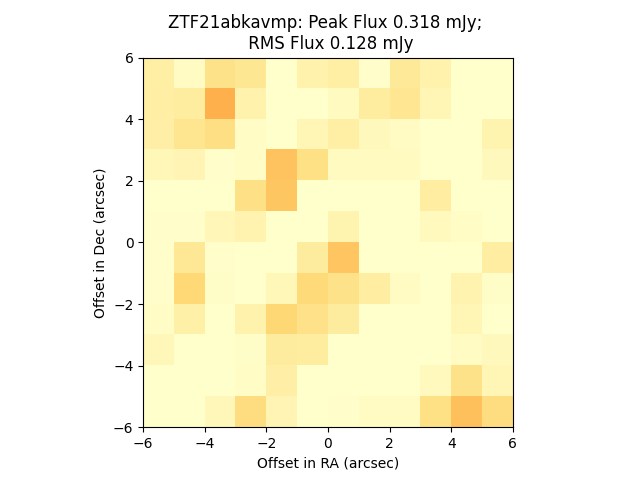 ZTF21abkavmp: Peak Flux 0.318 mJy;
RMS Flux 0.128 mJy
6
4
2
0
−2
−4
−6
Offset in Dec (arcsec)
−6 −4 −2 0 2 4 6
Offset in RA (arcsec)